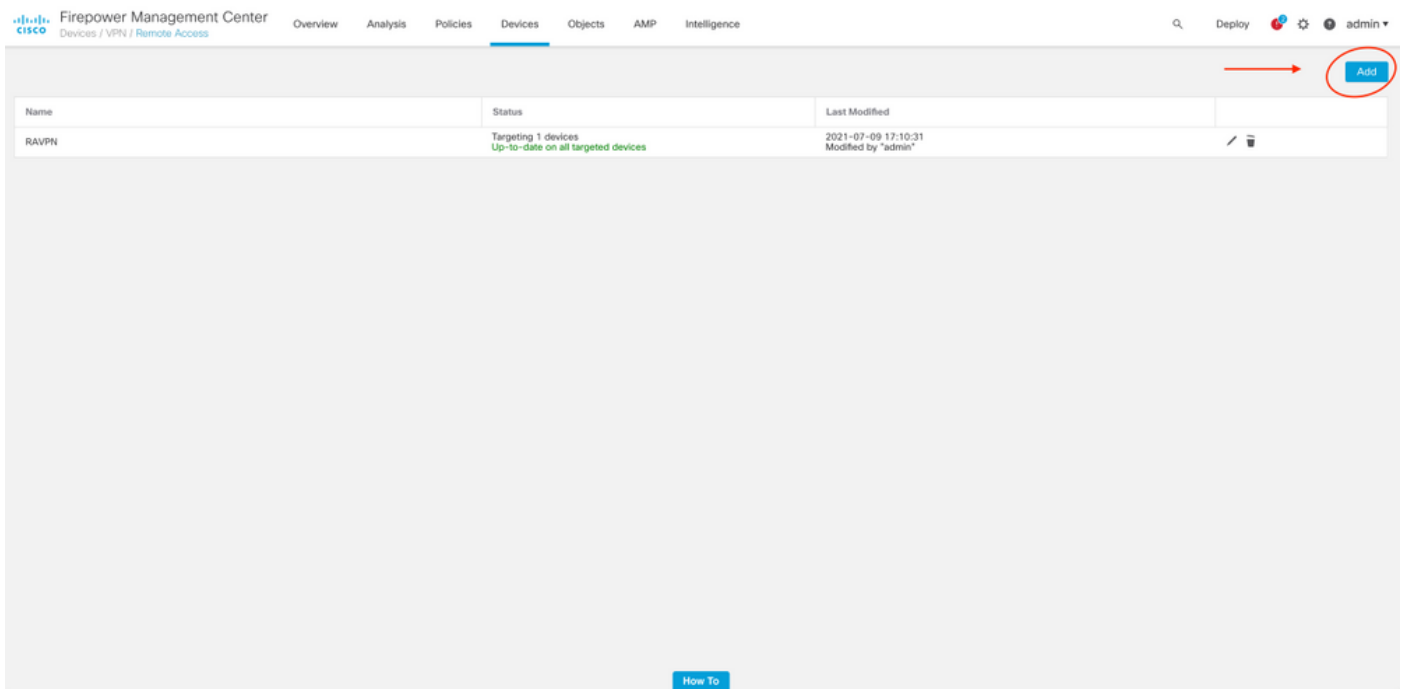 Firepower Management Center
CISCO
Devices / VPN / Remote Access
Overview Analysis Policies Devices Objects AMP Intelligence
Deploy 2 admin
Add
Name Status Last Modified
RAVPN Targeting 1 devices 2021-07-09 17:10:31
Up-to-date on all targeted devices Modified by "admin"
How To